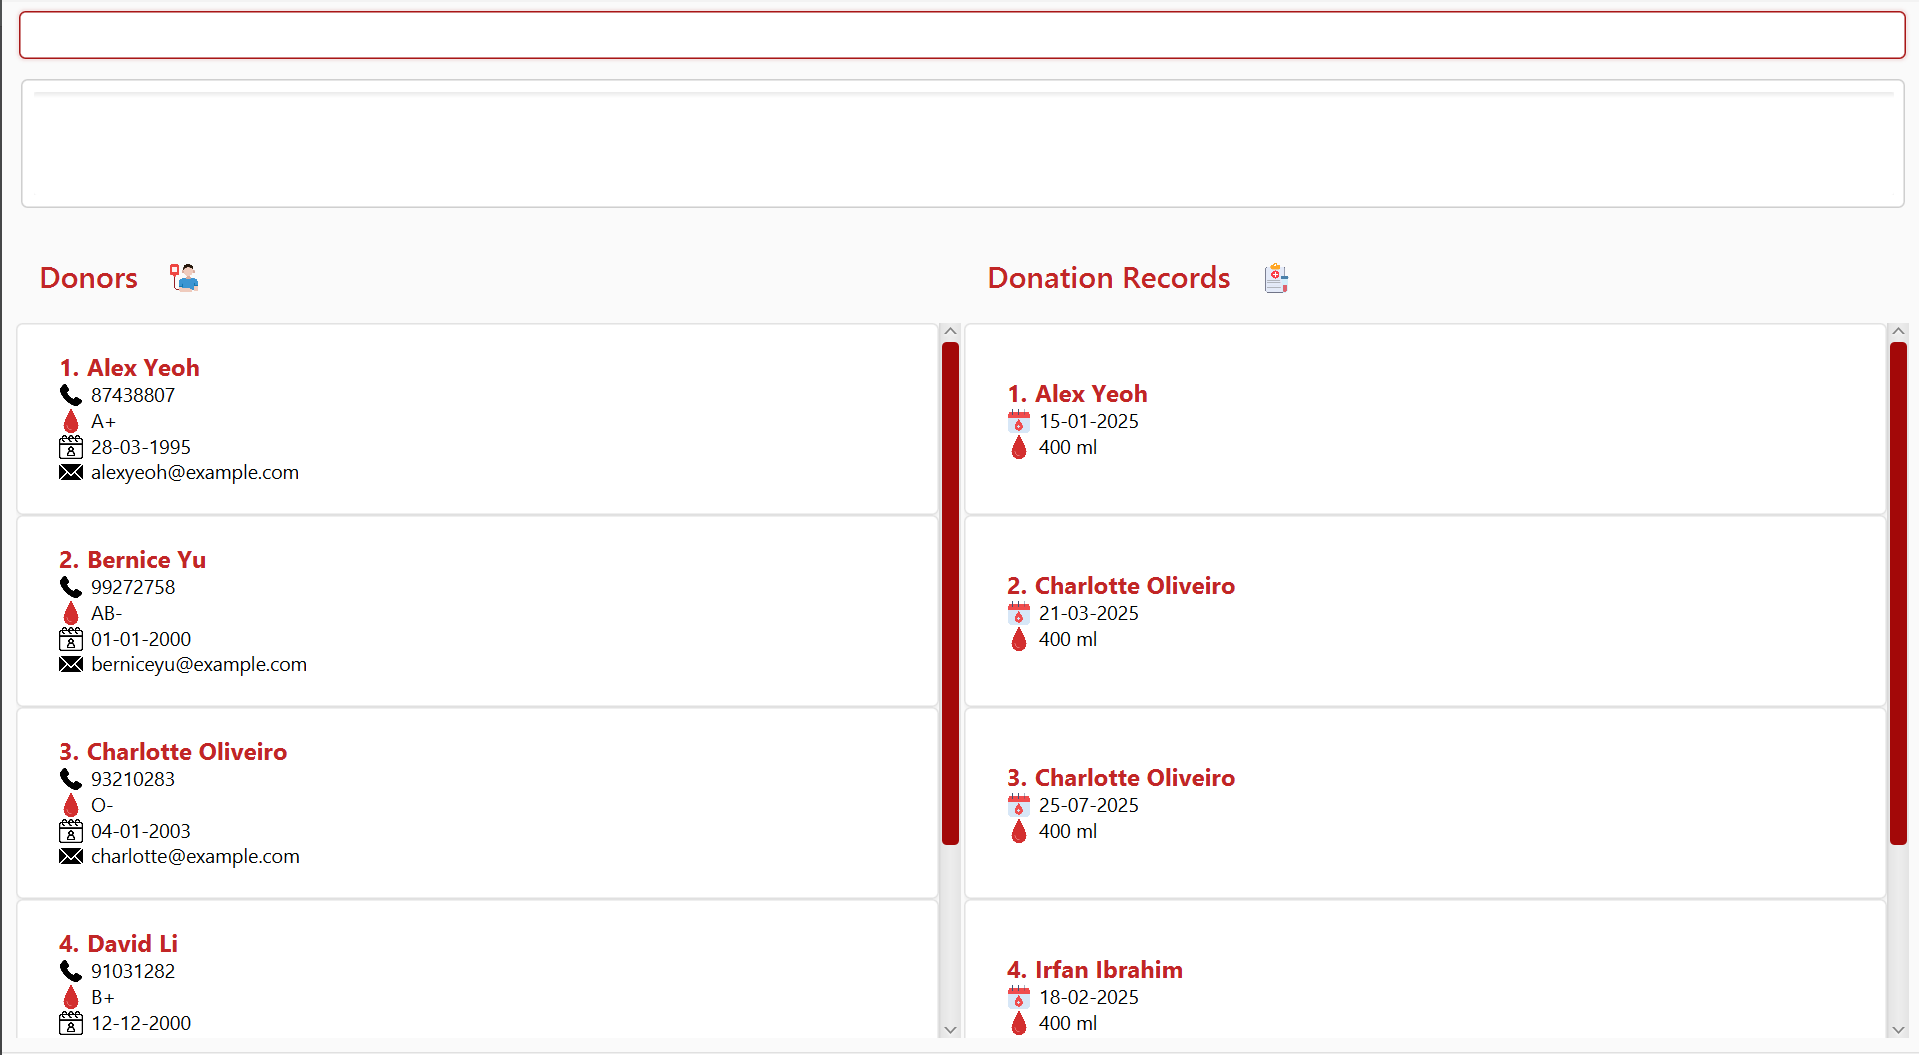 Donors
1. Alex Yeoh
87438807
A+
28-03-1995
alexyeoh@example.com
2. Bernice Yu
99272758
AB-
01-01-2000
berniceyu@example.com
3. Charlotte Oliveiro
93210283
O-
04-01-2003
charlotte@example.com
4. David Li
91031282
B+
12-12-2000
Donation Records
1. Alex Yeoh
15-01-2025
400 ml
2. Charlotte Oliveiro
21-03-2025
400 ml
3. Charlotte Oliveiro
25-07-2025
400 ml
4. Irfan Ibrahim
18-02-2025
400 ml